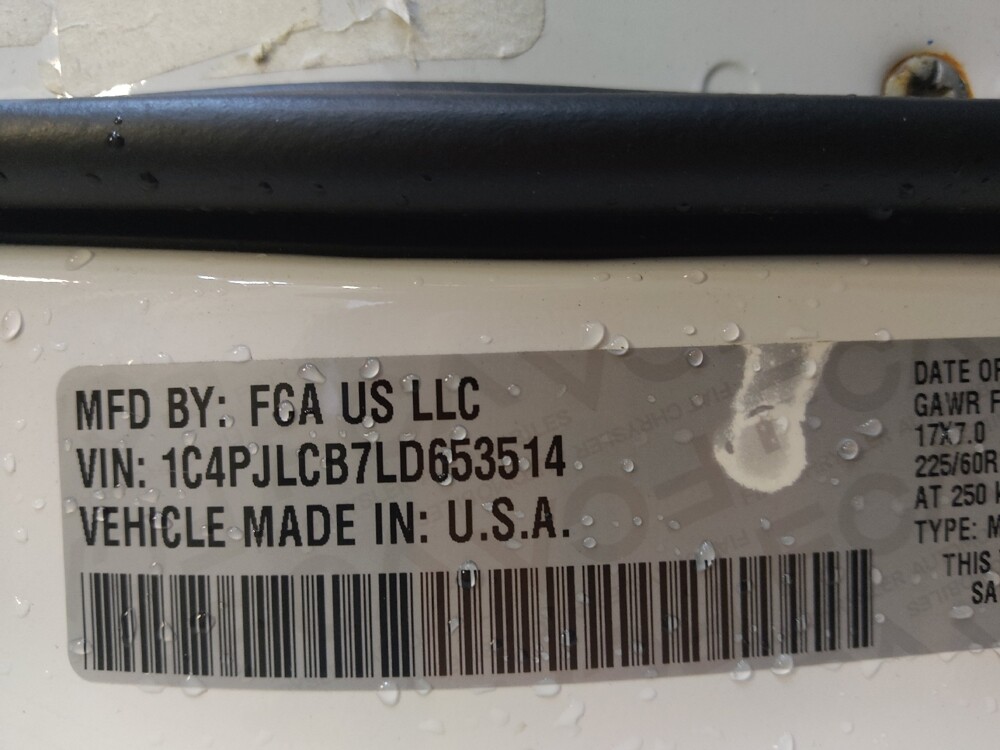 MFD BY: FCA US LLC
VIN: 1C4PJLCB7LD653514
VEHICLE MADE IN: U.S.A.
DATE OF
GAWR F
17X7.0
225/60R
AT 250 k
TYPE: M
THIS
SA